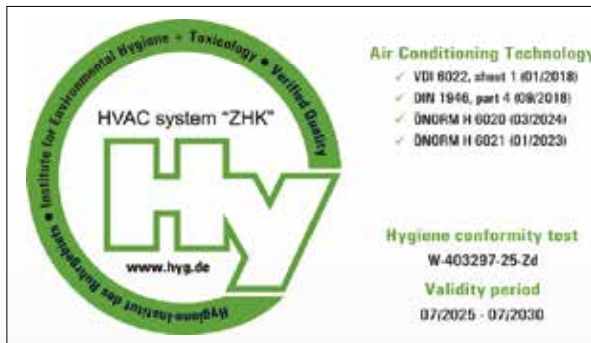 Institute for Environmental Hygiene + Toxicology • Verified Quality
Hygiene-Institut des Ruhrgebiets •
HVAC system "ZHK"
Hy
www.hyg.de
Air Conditioning Technology
✓ VDI 6022, sheet 1 (01/2018)
✓ DIN 1946, part 4 (09/2018)
✓ ÖNORM H 6020 (03/2024)
✓ ÖNORM H 6021 (01/2023)
Hygiene conformity test
W-403297-25-Zd
Validity period
07/2025 - 07/2030